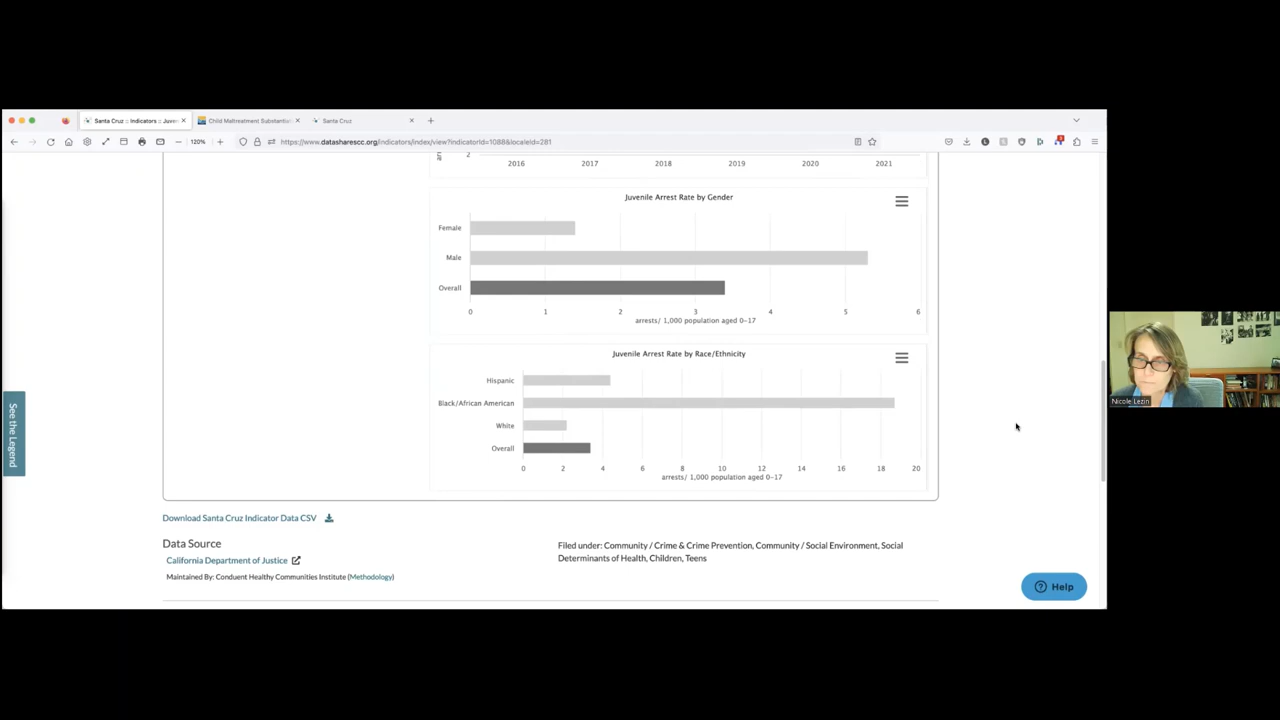 Santa Cruz :: Indicators :: Juven
Child Maltreatment Substantia
Santa Cruz
120%
https://www.datasharescc.org/indicators/index/view?indicatorId=1088&localeId=281
2
2016 2017 2018 2019 2020 2021
Juvenile Arrest Rate by Gender
Female
Male
Overall
0 1 2 3 4 5 6
arrests/ 1,000 population aged 0-17
Juvenile Arrest Rate by Race/Ethnicity
Hispanic
Black/African American
White
Overall
0 2 4 6 8 10 12 14 16 18 20
arrests/ 1,000 population aged 0-17
See the Legend
Nicole Lezin
Download Santa Cruz Indicator Data CSV
Data Source
California Department of Justice
Maintained By: Conduent Healthy Communities Institute (Methodology)
Filed under: Community / Crime & Crime Prevention, Community / Social Environment, Social
Determinants of Health, Children, Teens
Help